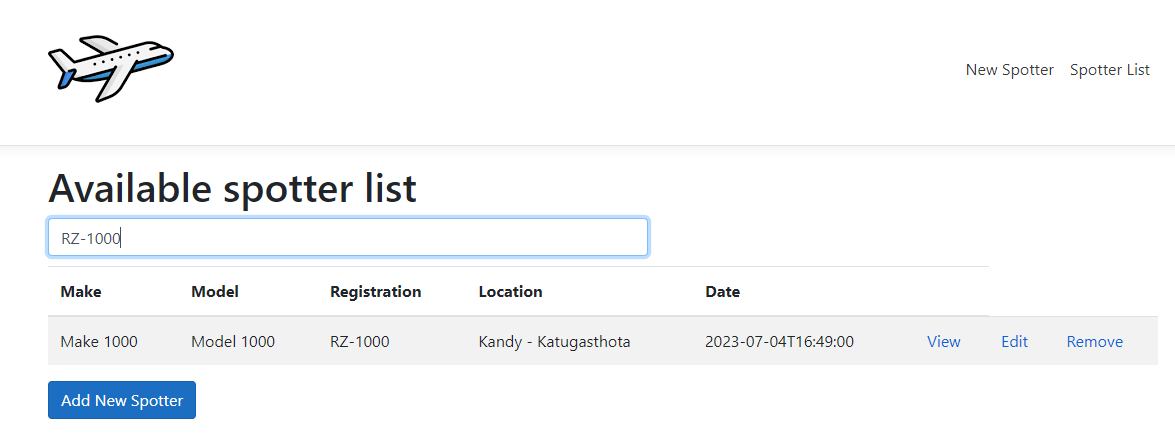 New Spotter Spotter List
Available spotter list
RZ-1000
Make Model Registration Location Date
Make 1000 Model 1000 RZ-1000 Kandy - Katugasthota 2023-07-04T16:49:00 View Edit Remove
Add New Spotter